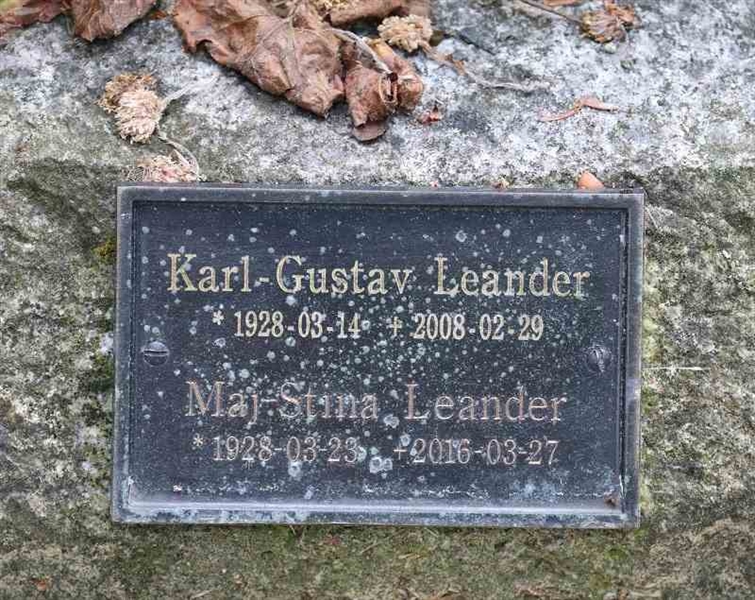 Karl-Gustav Leander
* 1928-03-14 + 2008-02-29
Maj-Stina Leander
* 1928-03-23 + 2016-03-27